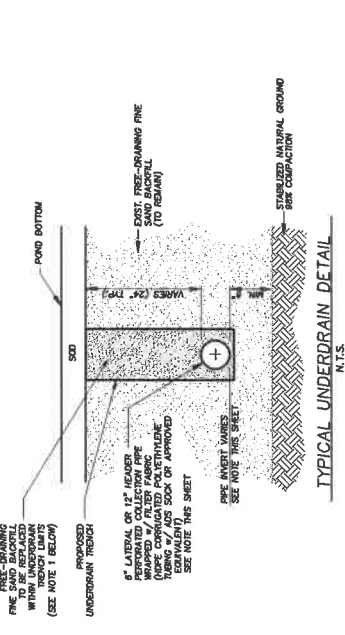 FREE-DRAINING
FINE SAND BACKFILL
TO BE REPLACED
WITHIN UNDERDRAIN
TRENCH LIMITS
(SEE NOTE 1 BELOW)
PROPOSED
UNDERDRAIN TRENCH
6" LATERAL OR 12" HEADER
PERFORATED COLLECTION PIPE
WRAPPED W/ FILTER FABRIC
(HDPE CORRUGATED POLYETHYLENE
TUBING W/ ADS SOCK OR APPROVED
EQUIVALENT)
SEE NOTE THIS SHEET
PIPE INVERT VARIES
SEE NOTE THIS SHEET
POND BOTTOM
SOD
EXIST. FREE-DRAINING FINE
SAND BACKFILL
(TO REMAIN)
VARIES (24" TYP.)
MIN.
STABILIZED NATURAL GROUND
98% COMPACTION
TYPICAL UNDERDRAIN DETAIL
N.T.S.